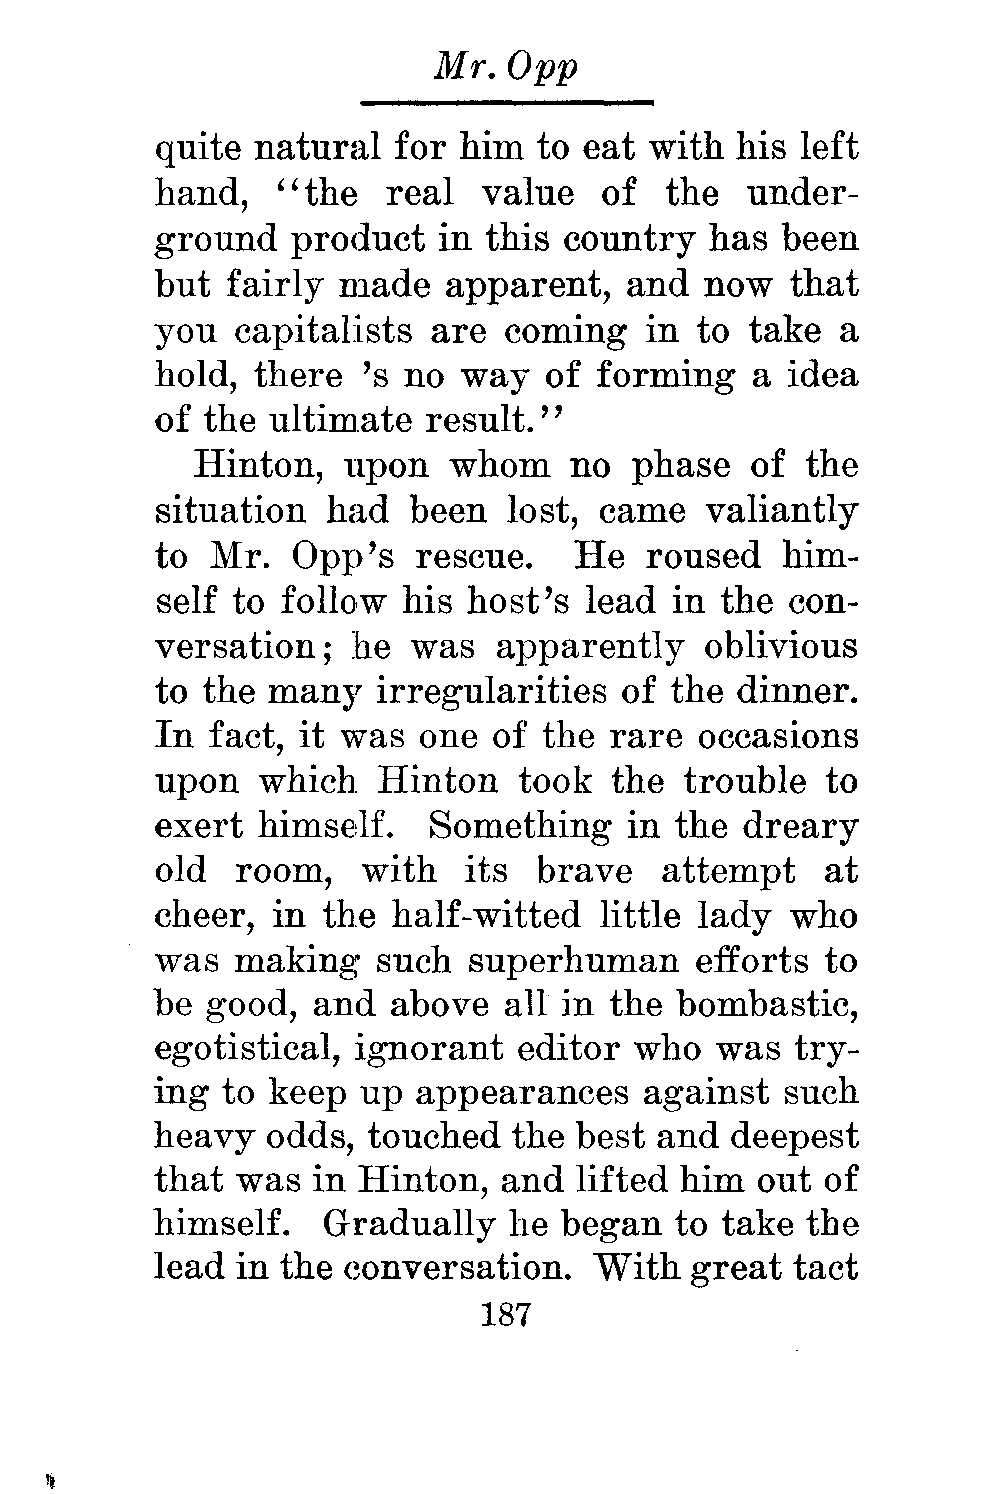 Mr. Opp
quite natural for him to eat with his left
hand, "the real value of the under-
ground product in this country has been
but fairly made apparent, and now that
you capitalists are coming in to take a
hold, there 's no way of forming a idea
of the ultimate result."
Hinton, upon whom no phase of the
situation had been lost, came valiantly
to Mr. Opp's rescue. He roused him-
self to follow his host's lead in the con-
versation; he was apparently oblivious
to the many irregularities of the dinner.
In fact, it was one of the rare occasions
upon which Hinton took the trouble to
exert himself. Something in the dreary
old room, with its brave attempt at
cheer, in the half-witted little lady who
was making such superhuman efforts to
be good, and above all in the bombastic,
egotistical, ignorant editor who was try-
ing to keep up appearances against such
heavy odds, touched the best and deepest
that was in Hinton, and lifted him out of
himself. Gradually he began to take the
lead in the conversation. With great tact
187